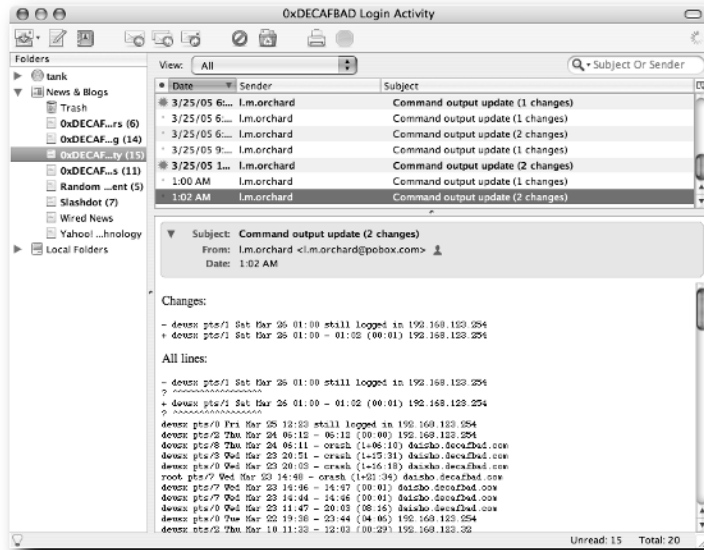 0xDECAFBAD Login Activity
Folders
tank
News & Blogs
Trash
0xDECAF...rs (6)
0xDECAF...g (14)
0xDECAF...ty (15)
0xDECAF...s (11)
Random ...ent (5)
Slashdot (7)
Wired News
Yahoo! ...hnology
Local Folders
View: All
Subject Or Sender
Date Sender Subject
3/25/05 6:... l.m.orchard Command output update (1 changes)
3/25/05 6:... l.m.orchard Command output update (1 changes)
3/25/05 6:... l.m.orchard Command output update (2 changes)
3/25/05 9:... l.m.orchard Command output update (1 changes)
3/25/05 1... l.m.orchard Command output update (2 changes)
1:00 AM l.m.orchard Command output update (1 changes)
1:02 AM l.m.orchard Command output update (2 changes)
Subject: Command output update (2 changes)
From: l.m.orchard <l.m.orchard@pobox.com>
Date: 1:02 AM
Changes:
- deusx pts/1 Sat Mar 26 01:00 still logged in 192.168.123.254
+ deusx pts/1 Sat Mar 26 01:00 - 01:02 (00:01) 192.168.123.254
All lines:
- deusx pts/1 Sat Mar 26 01:00 still logged in 192.168.123.254
? ^^^^^^^^^^^^^^^^^^
+ deusx pts/1 Sat Mar 26 01:00 - 01:02 (00:01) 192.168.123.254
? ^^^^^^^^^^^^^^^^^^
deusx pts/0 Fri Mar 25 12:23 still logged in 192.168.123.254
deusx pts/2 Thu Mar 24 06:12 - 06:12 (00:00) 192.168.123.254
deusx pts/8 Thu Mar 24 06:11 - crash (1+06:10) daisho.decafbad.com
deusx pts/3 Wed Mar 23 20:51 - crash (1+15:31) daisho.decafbad.com
deusx pts/0 Wed Mar 23 20:03 - crash (1+16:18) daisho.decafbad.com
root pts/7 Wed Mar 23 14:48 - crash (1+21:34) daisho.decafbad.com
deusx pts/7 Wed Mar 23 14:46 - 14:47 (00:01) daisho.decafbad.com
deusx pts/7 Wed Mar 23 14:44 - 14:46 (00:01) daisho.decafbad.com
deusx pts/0 Wed Mar 23 11:47 - 20:03 (08:16) daisho.decafbad.com
deusx pts/0 Tue Mar 22 19:38 - 23:44 (04:06) 192.168.123.254
deusx pts/2 Thu Mar 10 11:33 - 12:03 (00:29) 192.168.123.32
Unread: 15 Total: 20